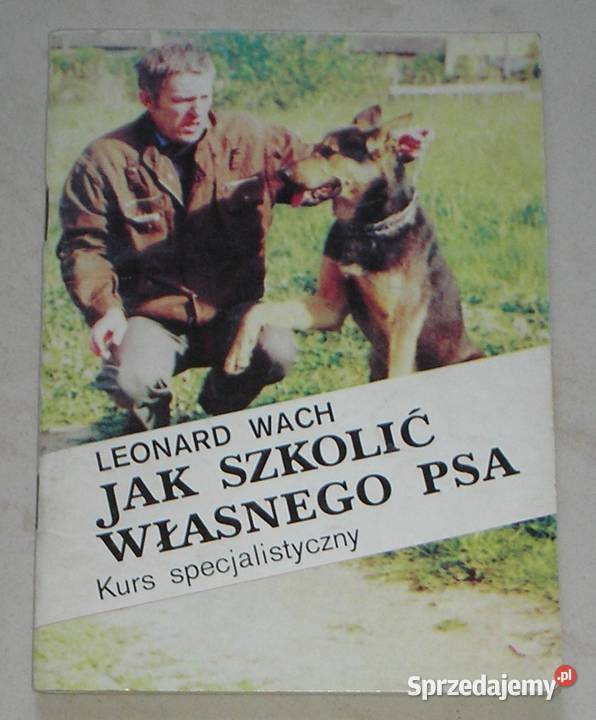 LEONARD WACH
JAK SZKOLIĆ
WŁASNEGO PSA
Kurs specjalistyczny
Sprzedajemy.pl